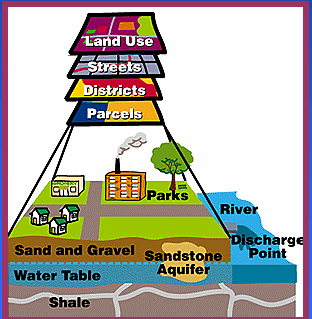 Land Use
Streets
Districts
Parcels
Parks
River
Discharge
Point
Sand and Gravel
Sandstone
Aquifer
Water Table
Shale